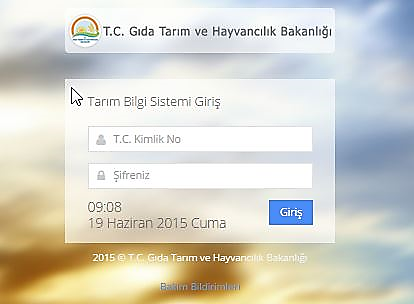 T.C. Gıda Tarım ve Hayvancılık Bakanlığı
Tarım Bilgi Sistemi Giriş
T.C. Kimlik No
Şifreniz
09:08
19 Haziran 2015 Cuma
Giriş
2015 © T.C. Gıda Tarım ve Hayvancılık Bakanlığı
Bakım Bildirimleri